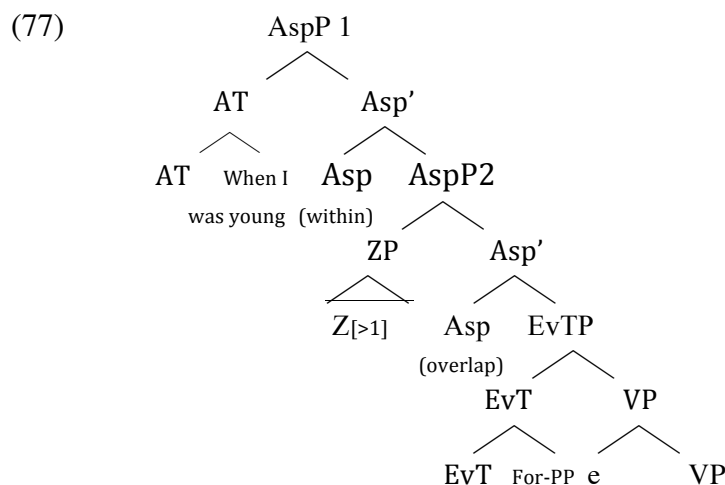 (77) AspP 1
AT Asp’
AT When I Asp AspP2
was young (within)
ZP Asp’
Z[>1] Asp EvTP
(overlap)
EvT VP
EvT For-PP e VP